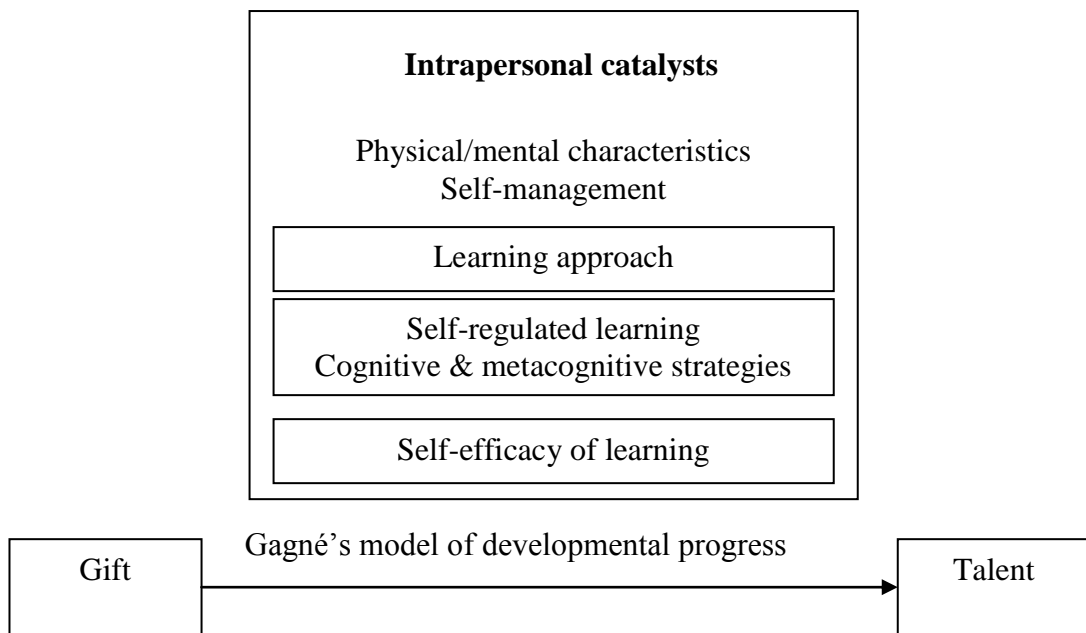 Intrapersonal catalysts
Physical/mental characteristics
Self-management
Learning approach
Self-regulated learning
Cognitive & metacognitive strategies
Self-efficacy of learning
Gagné’s model of developmental progress
Gift
Talent